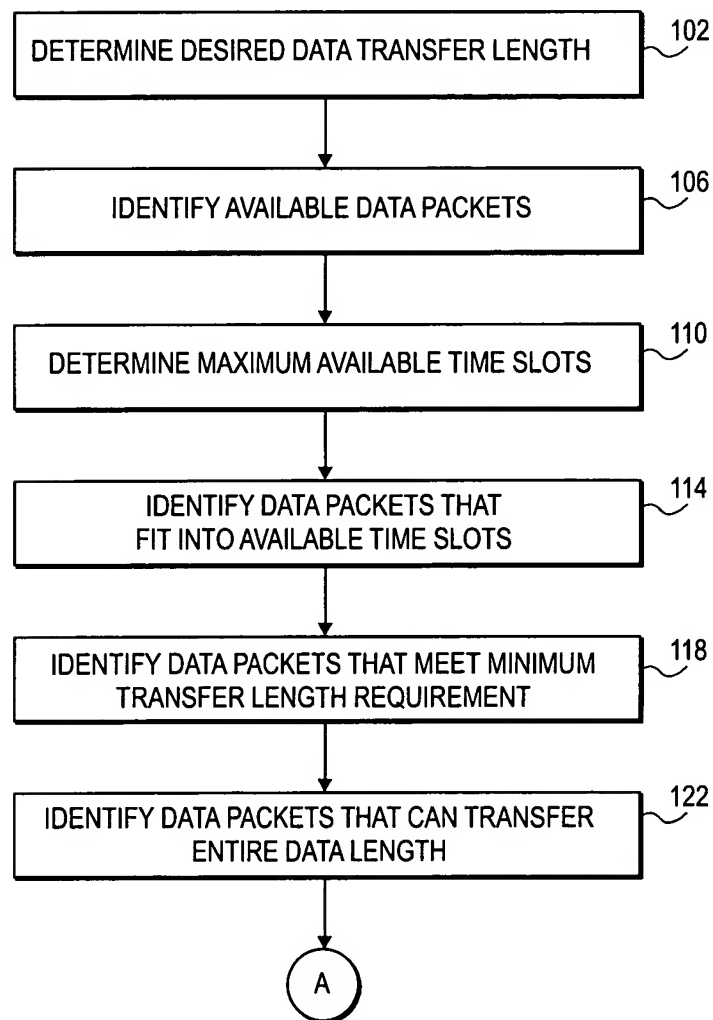 DETERMINE DESIRED DATA TRANSFER LENGTH
102
IDENTIFY AVAILABLE DATA PACKETS
106
DETERMINE MAXIMUM AVAILABLE TIME SLOTS
110
IDENTIFY DATA PACKETS THAT
FIT INTO AVAILABLE TIME SLOTS
114
IDENTIFY DATA PACKETS THAT MEET MINIMUM
TRANSFER LENGTH REQUIREMENT
118
IDENTIFY DATA PACKETS THAT CAN TRANSFER
ENTIRE DATA LENGTH
122
A